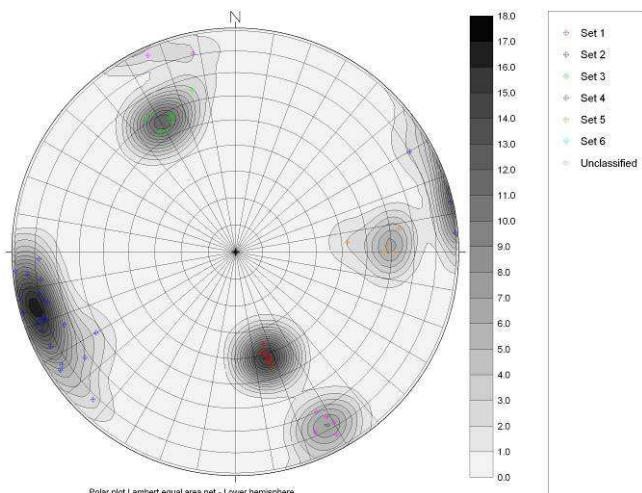 N
18.0
17.0
16.0
15.0
14.0
13.0
12.0
11.0
10.0
9.0
8.0
7.0
6.0
5.0
4.0
3.0
2.0
1.0
0.0
Set 1
Set 2
Set 3
Set 4
Set 5
Set 6
Unclassified
Polar plot Lambert equal area net - Lower hemisphere